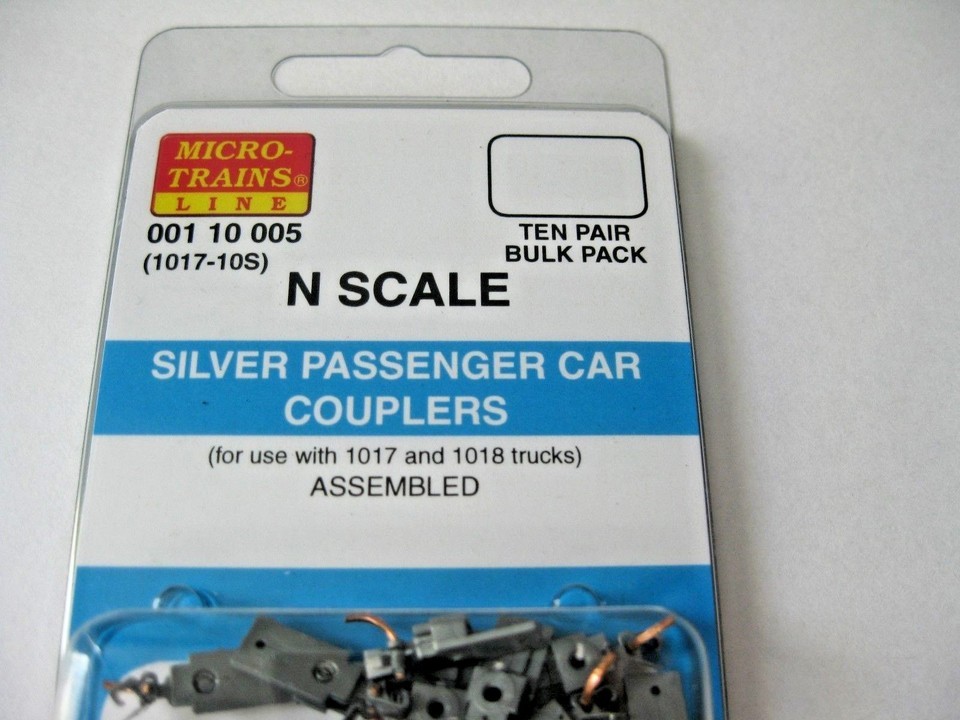 MICRO-
TRAINS®
LINE
001 10 005
(1017-10S)
TEN PAIR
BULK PACK
N SCALE
SILVER PASSENGER CAR
COUPLERS
(for use with 1017 and 1018 trucks)
ASSEMBLED